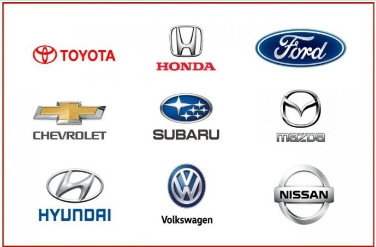 TOYOTA
HONDA
Ford
CHEVROLET
SUBARU
mazda
HYUNDAI
Volkswagen
NISSAN